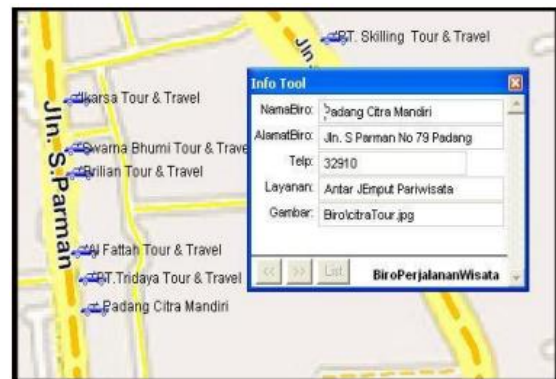 PT. Skilling Tour & Travel
Jln.
Ikarsa Tour & Travel
Jln. S.Parman
Swarna Bhumi Tour & Trave
Brilian Tour & Travel
Al Fattah Tour & Travel
PT.Tridaya Tour & Travel
Padang Citra Mandiri
Info Tool
NamaBiro: Padang Citra Mandiri
AlamatBiro: Jln. S Parman No 79 Padang
Telp: 32910
Layanan: Antar JEmput Pariwisata
Gambar: Biro\citraTour.jpg
<< >> List BiroPerjalananWisata